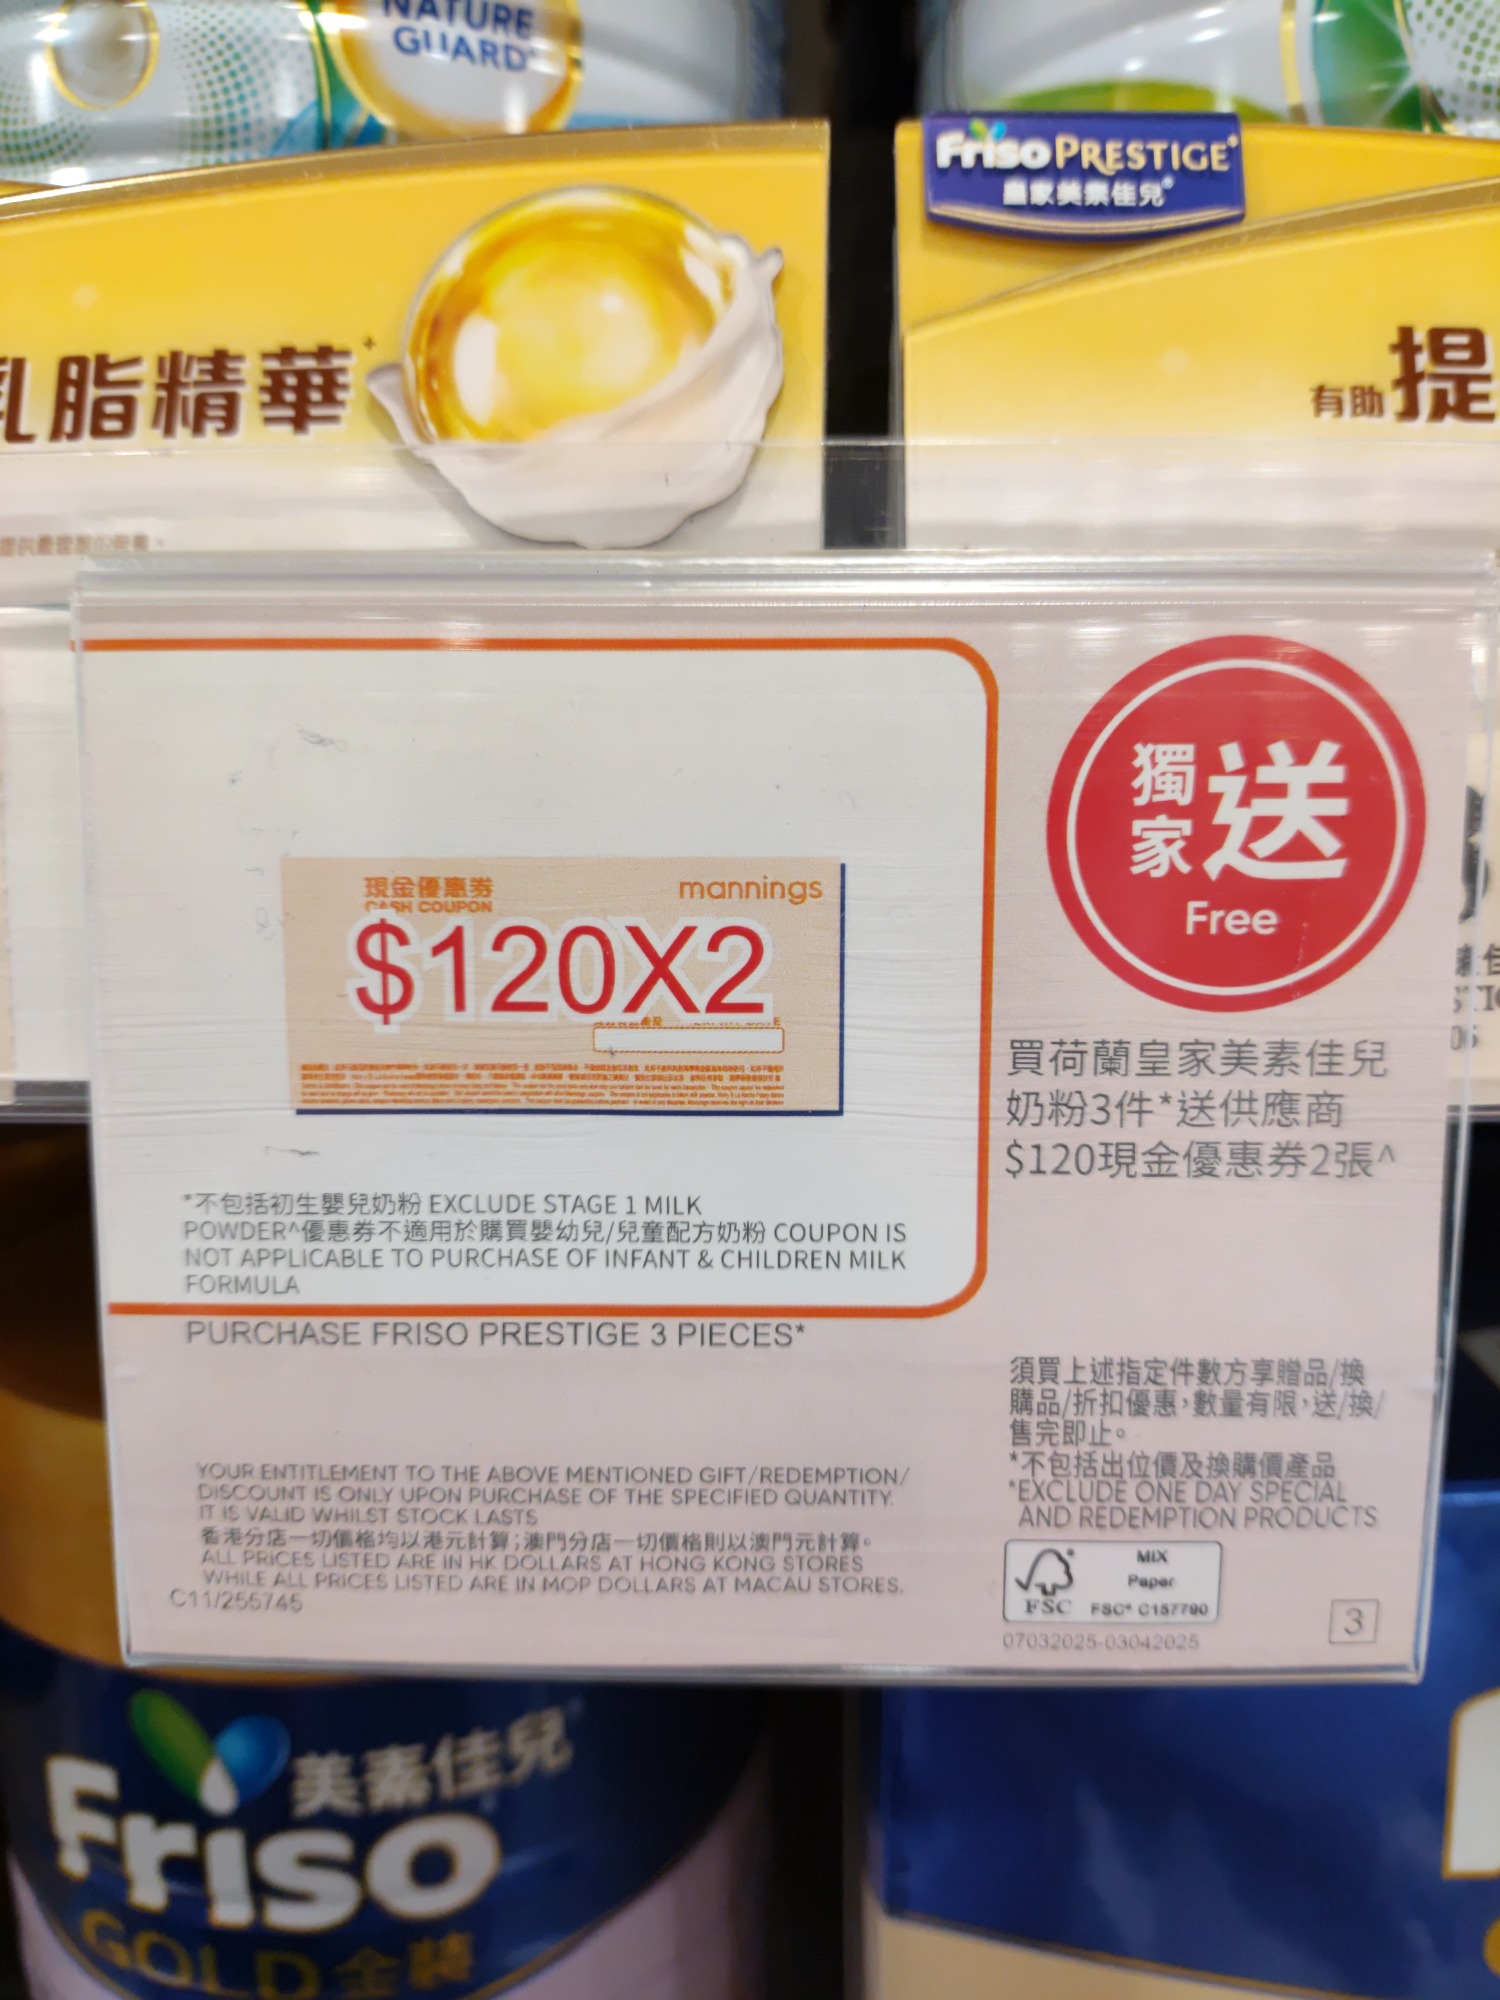 NATURE
GUARD
Friso PRESTIGE
皇家美素佳兒
乳脂精華+
有助提
獨家送
Free
現金優惠券
mannings
CASH COUPON
$120X2
買荷蘭皇家美素佳兒
奶粉3件*送供應商
$120現金優惠券2張^
*不包括初生嬰兒奶粉 EXCLUDE STAGE 1 MILK
POWDER^優惠券不適用於購買嬰幼兒/兒童配方奶粉 COUPON IS
NOT APPLICABLE TO PURCHASE OF INFANT & CHILDREN MILK
FORMULA
PURCHASE FRISO PRESTIGE 3 PIECES*
須買上述指定件數方享贈品/換
購品/折扣優惠，數量有限，送/換/
售完即止。
*不包括出位價及換購價產品
*EXCLUDE ONE DAY SPECIAL
AND REDEMPTION PRODUCTS
YOUR ENTITLEMENT TO THE ABOVE MENTIONED GIFT/REDEMPTION/
DISCOUNT IS ONLY UPON PURCHASE OF THE SPECIFIED QUANTITY.
IT IS VALID WHILST STOCK LASTS
香港分店一切價格均以港元計算；澳門分店一切價格則以澳門元計算。
ALL PRICES LISTED ARE IN HK DOLLARS AT HONG KONG STORES
WHILE ALL PRICES LISTED ARE IN MOP DOLLARS AT MACAU STORES.
C11/255745
MIX
Paper
FSC
FSC® C157790
07032025-03042025
3
美素佳兒
Friso
GOLD 金裝